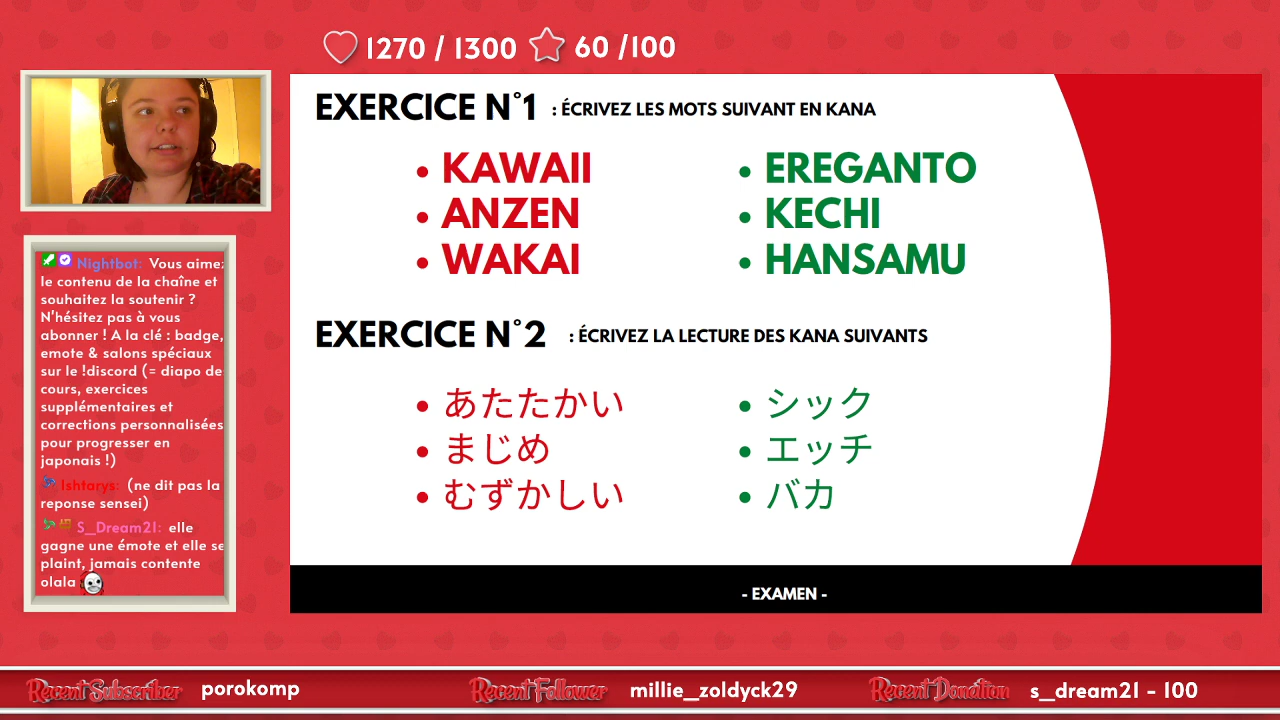 1270 / 1300 60 /100
EXERCICE N°1 : ÉCRIVEZ LES MOTS SUIVANT EN KANA
• KAWAII
• ANZEN
• WAKAI
• EREGANTO
• KECHI
• HANSAMU
EXERCICE N°2 : ÉCRIVEZ LA LECTURE DES KANA SUIVANTS
• あたたかい
• まじめ
• むずかしい
• シック
• エッチ
• バカ
- EXAMEN -
Nightbot: Vous aimez
le contenu de la chaîne et
souhaitez la soutenir ?
N'hésitez pas à vous
abonner ! A la clé : badge,
emote & salons spéciaux
sur le !discord (= diapo de
cours, exercices
supplémentaires et
corrections personnalisées
pour progresser en
japonais !)
Ishtarys: (ne dit pas la
reponse sensei)
S_Dream21: elle
gagne une émote et elle se
plaint, jamais contente
olala
Recent Subscriber porokomp
Recent Follower millie_zoldyck29
Recent Donation s_dream21 - 100